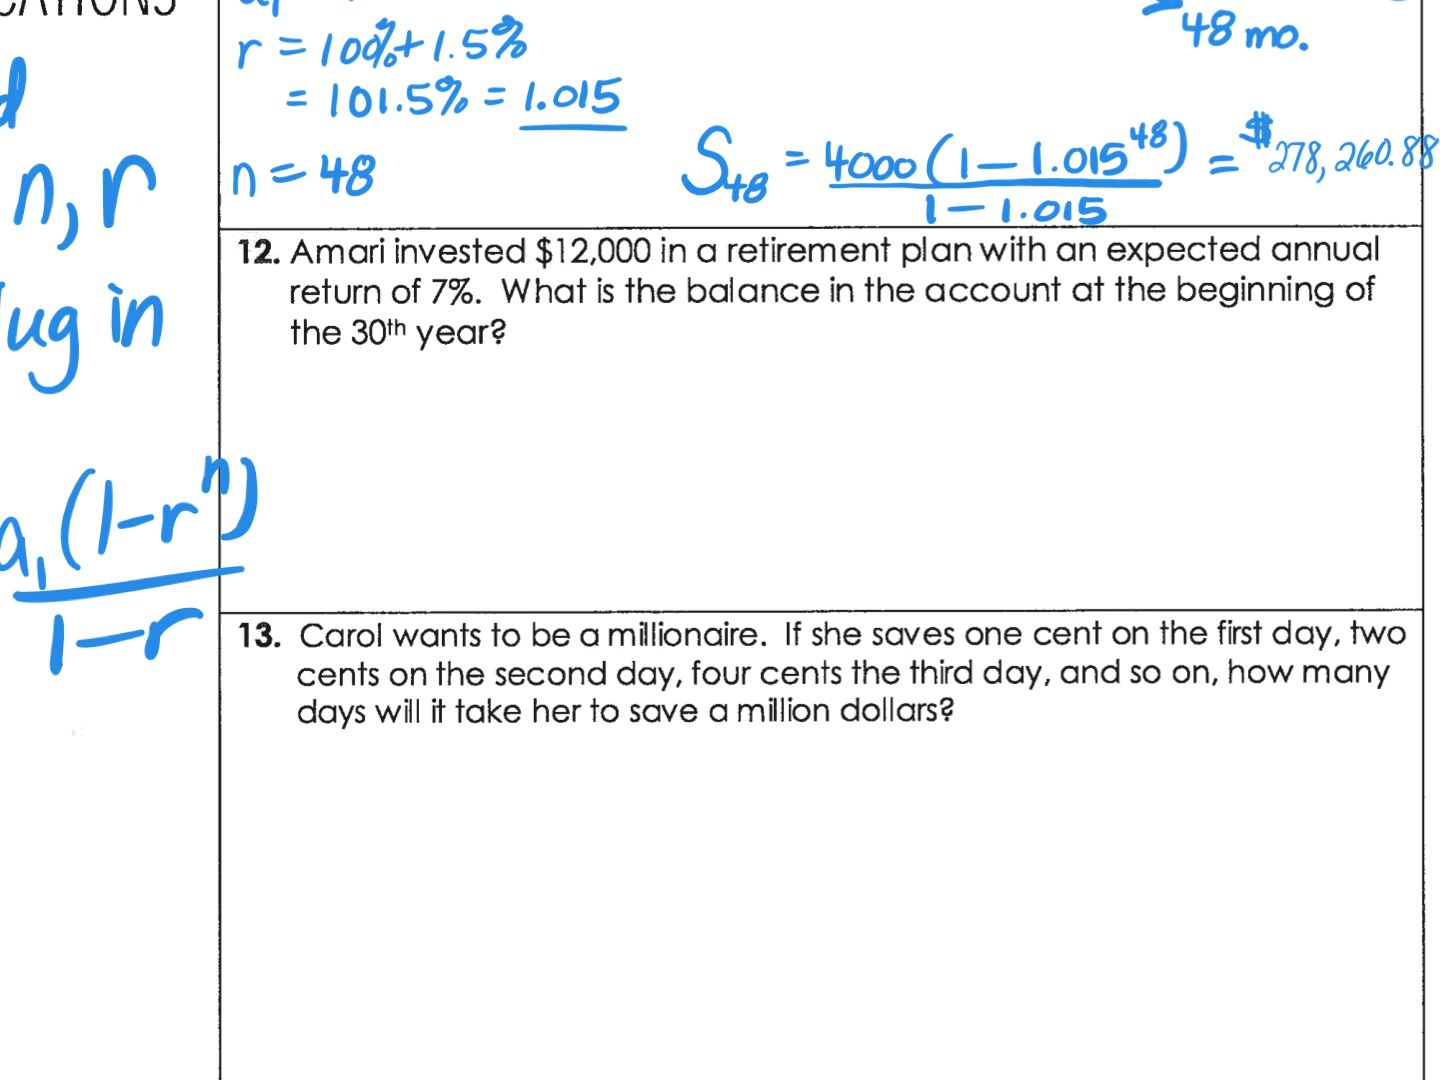 r = 100% + 1.5%
= 101.5% = 1.015
48 mo.
n = 48
S₄₈ = 4000(1 - 1.015⁴⁸) / 1 - 1.015 = $278,260.88
n, r
12. Amari invested $12,000 in a retirement plan with an expected annual
return of 7%. What is the balance in the account at the beginning of
the 30th year?
in
a₁(1-rⁿ)
1-r
13. Carol wants to be a millionaire. If she saves one cent on the first day, two
cents on the second day, four cents the third day, and so on, how many
days will it take her to save a million dollars?